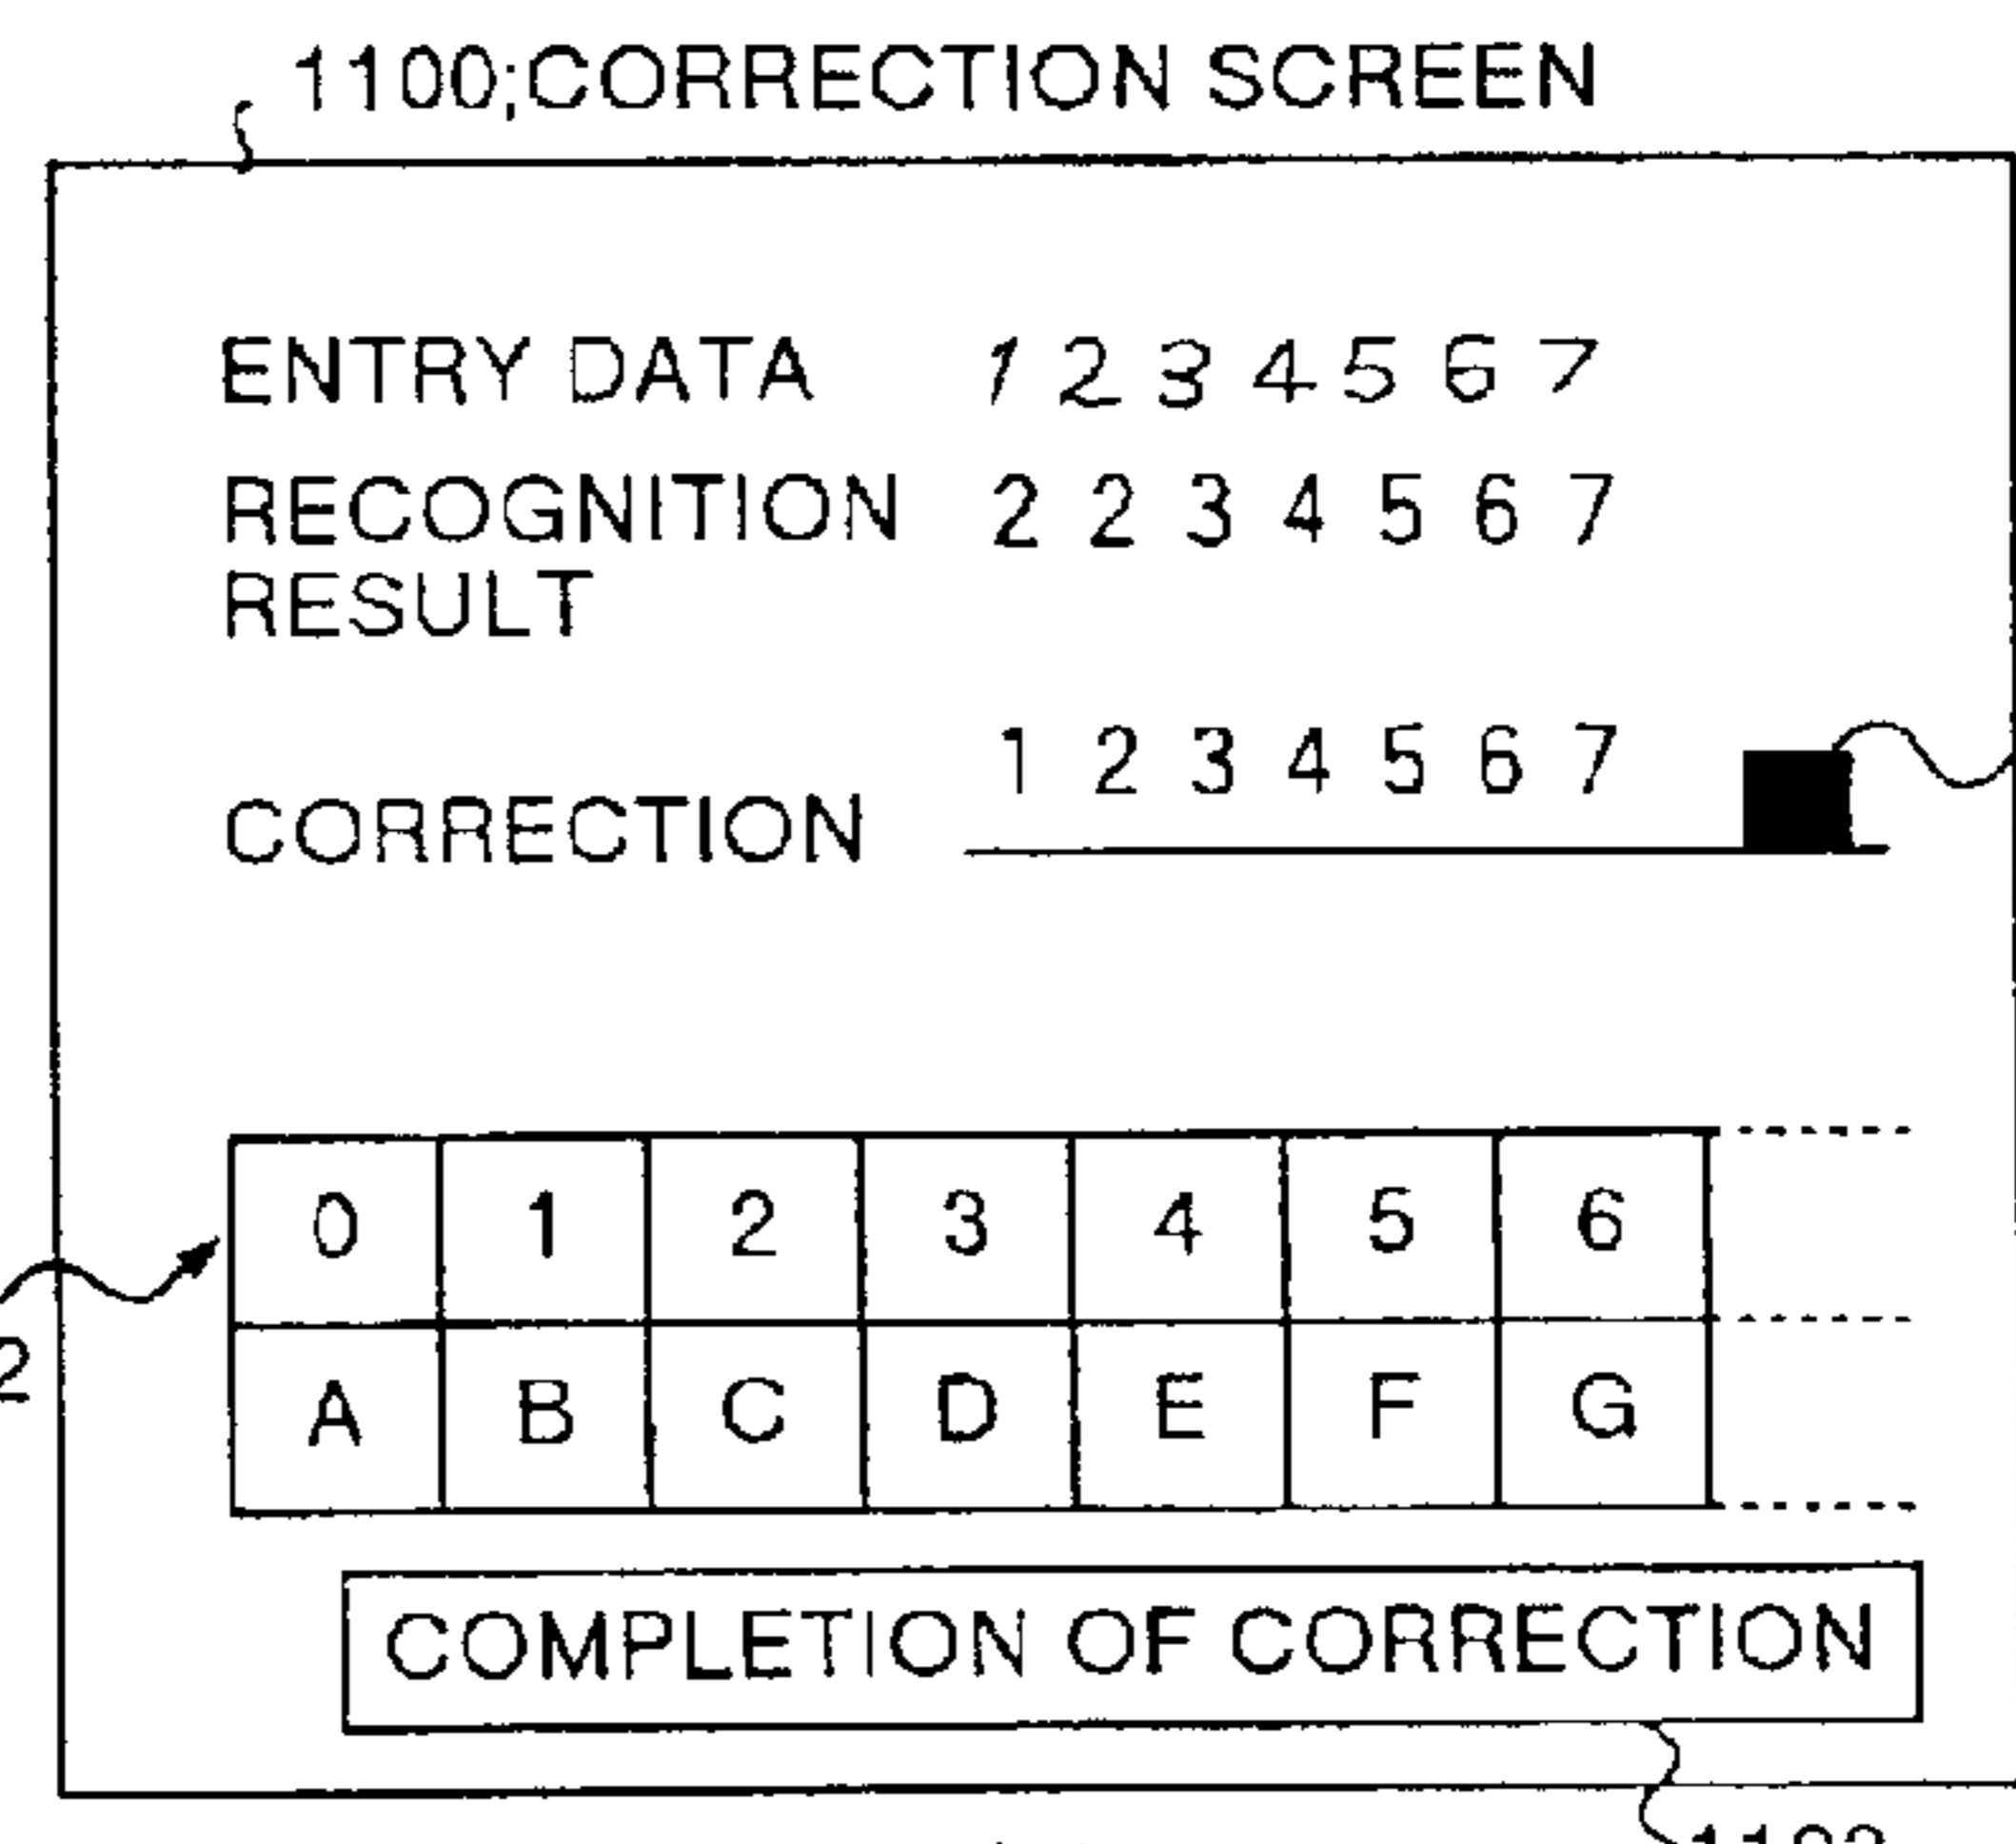 1100;CORRECTION SCREEN
ENTRY DATA 1 2 3 4 5 6 7
RECOGNITION 2 2 3 4 5 6 7
RESULT
CORRECTION 1 2 3 4 5 6 7
0 1 2 3 4 5 6
2
A B C D E F G
COMPLETION OF CORRECTION